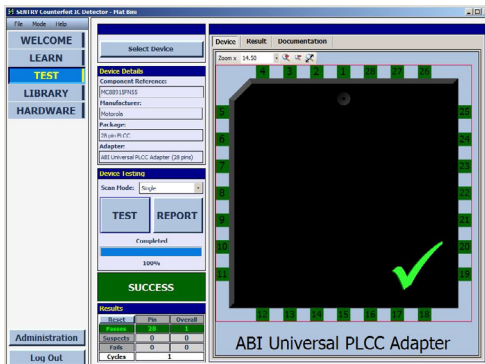 SENTRY Counterfeit IC Detector - Mat Bins
File Mode Help
WELCOME
LEARN
TEST
LIBRARY
HARDWARE
Administration
Log Out
Select Device
Device Details
Component Reference:
MC88915FN55
Manufacturer:
Motorola
Package:
28 pin PLCC
Adapter:
ABI Universal PLCC Adapter (28 pins)
Device Testing
Scan Mode: Single
TEST REPORT
Completed
100%
SUCCESS
Results
Reset Pin Overall
Passes 28 1
Suspects 0 0
Fails 0 0
Cycles 1
Device Result Documentation
Zoom x 14.50
4 3 2 1 28 27 26
5 25
6 24
7 23
8 22
9 21
10 20
11 19
12 13 14 15 16 17 18
ABI Universal PLCC Adapter